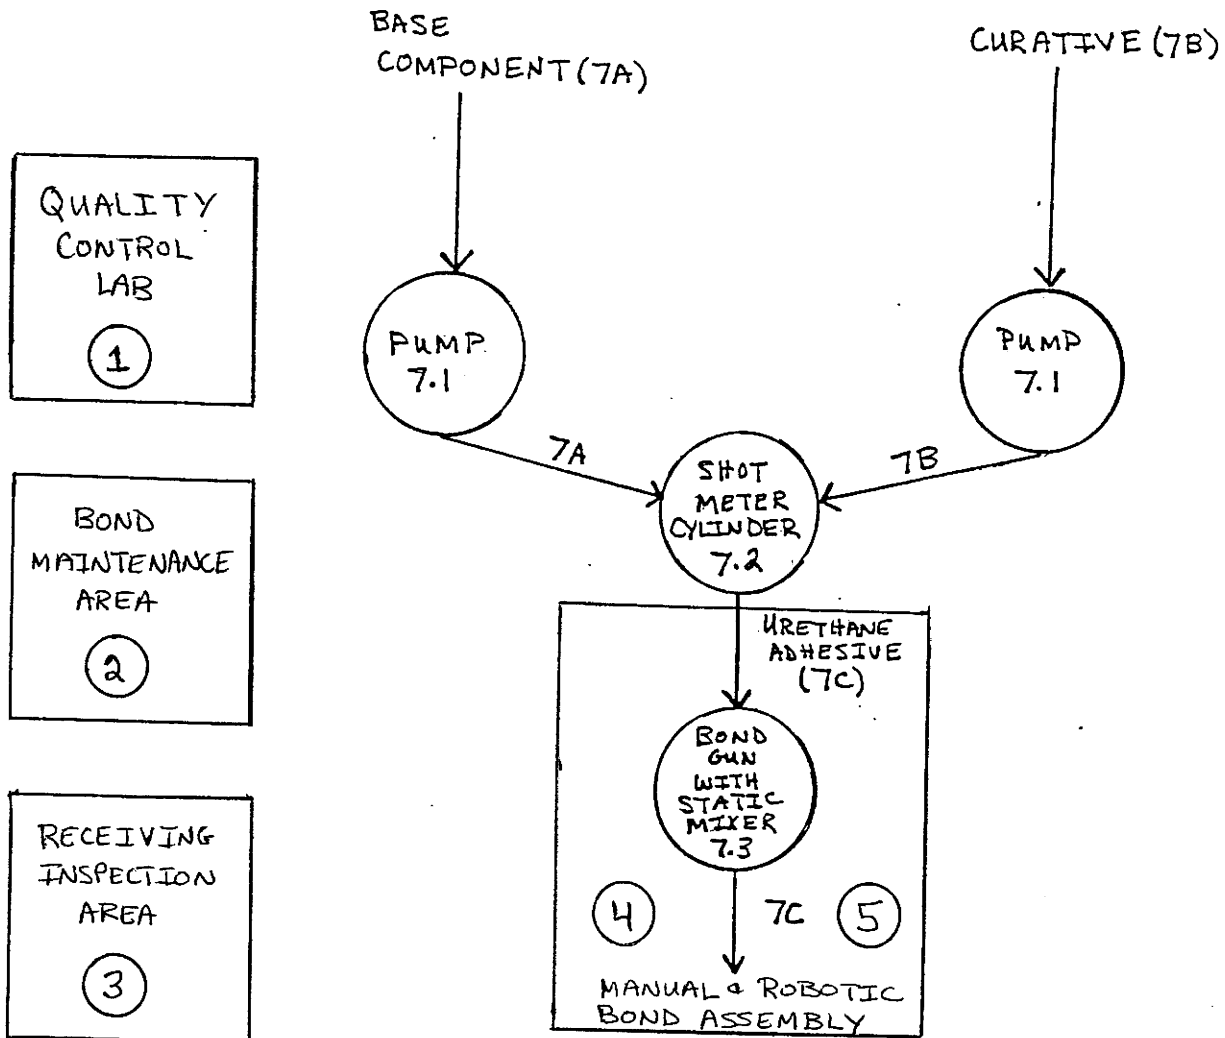 BASE
COMPONENT (7A)
CURATIVE (7B)
QUALITY
CONTROL
LAB
1
PUMP
7.1
PUMP
7.1
7A
7B
SHOT
METER
CYLINDER
7.2
BOND
MAINTENANCE
AREA
2
URETHANE
ADHESIVE
(7C)
BOND
GUN
WITH
STATIC
MIXER
7.3
RECEIVING
INSPECTION
AREA
3
4
7C
5
MANUAL & ROBOTIC
BOND ASSEMBLY